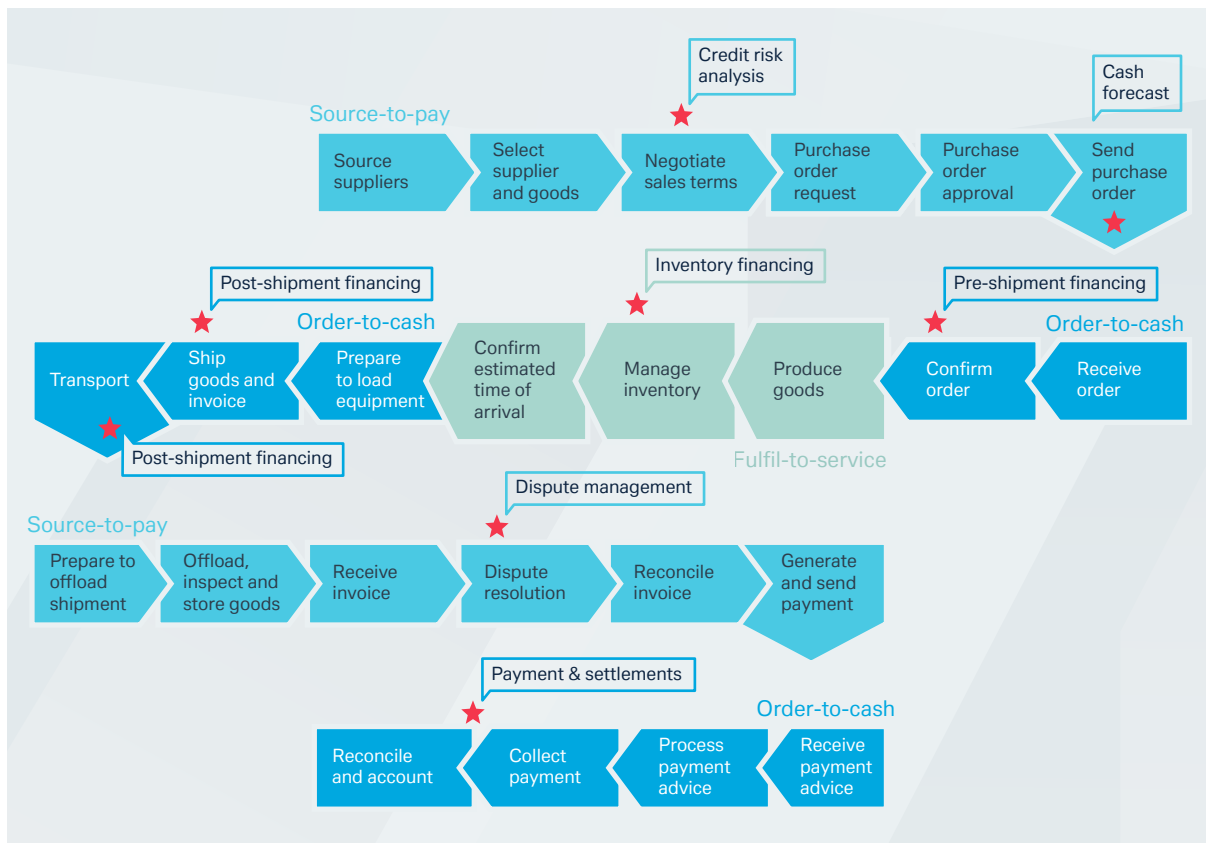 Credit risk
analysis
Cash
forecast
Source-to-pay
Source
suppliers
Select
supplier
and goods
Negotiate
sales terms
Purchase
order
request
Purchase
order
approval
Send
purchase
order
Post-shipment financing
Inventory financing
Pre-shipment financing
Order-to-cash
Order-to-cash
Receive
order
Confirm
order
Produce
goods
Manage
inventory
Confirm
estimated
time of
arrival
Prepare
to load
equipment
Ship
goods and
invoice
Transport
Post-shipment financing
Fulfil-to-service
Dispute management
Source-to-pay
Prepare to
offload
shipment
Offload,
inspect and
store goods
Receive
invoice
Dispute
resolution
Reconcile
invoice
Generate
and send
payment
Payment & settlements
Order-to-cash
Receive
payment
advice
Process
payment
advice
Collect
payment
Reconcile
and account